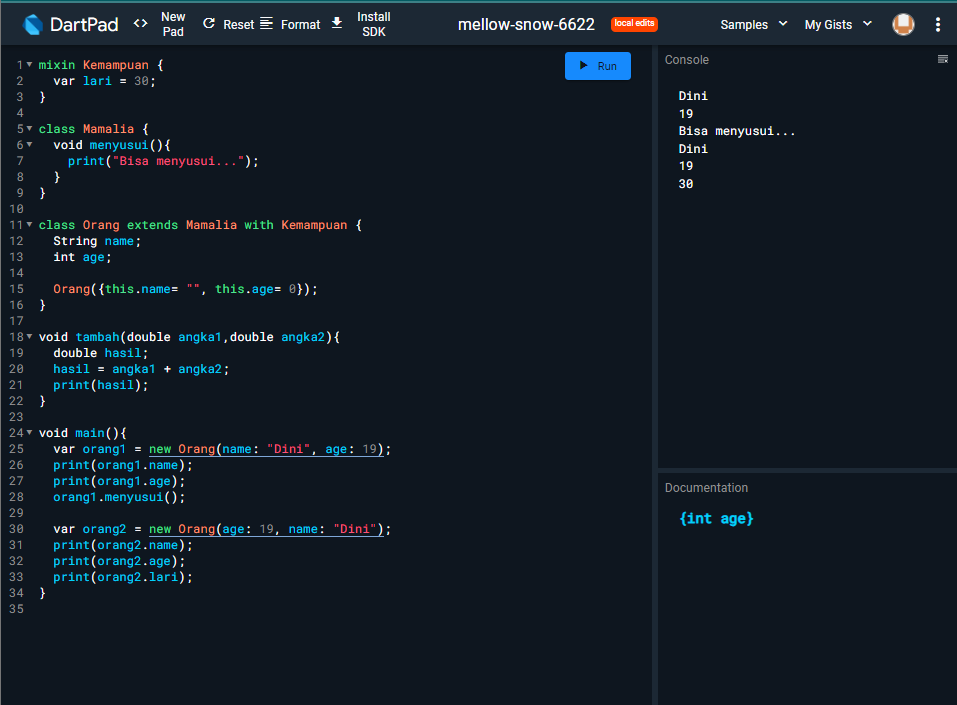 DartPad
<> New Pad
Reset
Format
Install SDK
mellow-snow-6622
local edits
Samples
My Gists
Run
1 mixin Kemampuan {
2   var lari = 30;
3 }
4
5 class Mamalia {
6   void menyusui(){
7     print("Bisa menyusui...");
8   }
9 }
10
11 class Orang extends Mamalia with Kemampuan {
12   String name;
13   int age;
14
15   Orang({this.name= "", this.age= 0});
16 }
17
18 void tambah(double angka1,double angka2){
19   double hasil;
20   hasil = angka1 + angka2;
21   print(hasil);
22 }
23
24 void main(){
25   var orang1 = new Orang(name: "Dini", age: 19);
26   print(orang1.name);
27   print(orang1.age);
28   orang1.menyusui();
29
30   var orang2 = new Orang(age: 19, name: "Dini");
31   print(orang2.name);
32   print(orang2.age);
33   print(orang2.lari);
34 }
35
Console
Dini
19
Bisa menyusui...
Dini
19
30
Documentation
{int age}